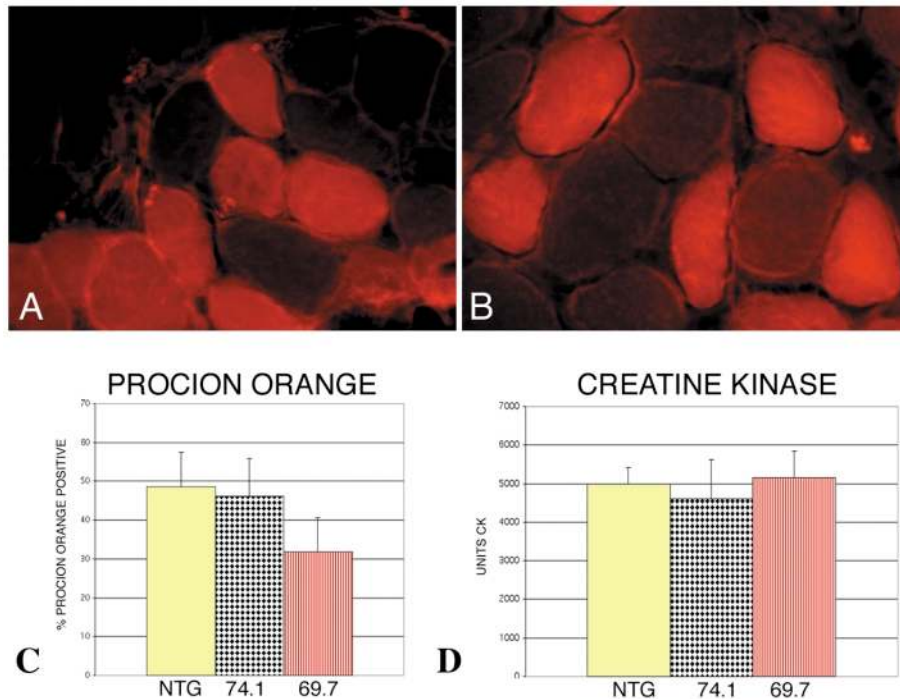 A
B
PROCION ORANGE
% PROCION ORANGE POSITIVE
70
60
50
40
30
20
10
0
C
NTG 74.1 69.7
CREATINE KINASE
UNITS CK
7000
6000
5000
4000
3000
2000
1000
0
D
NTG 74.1 69.7